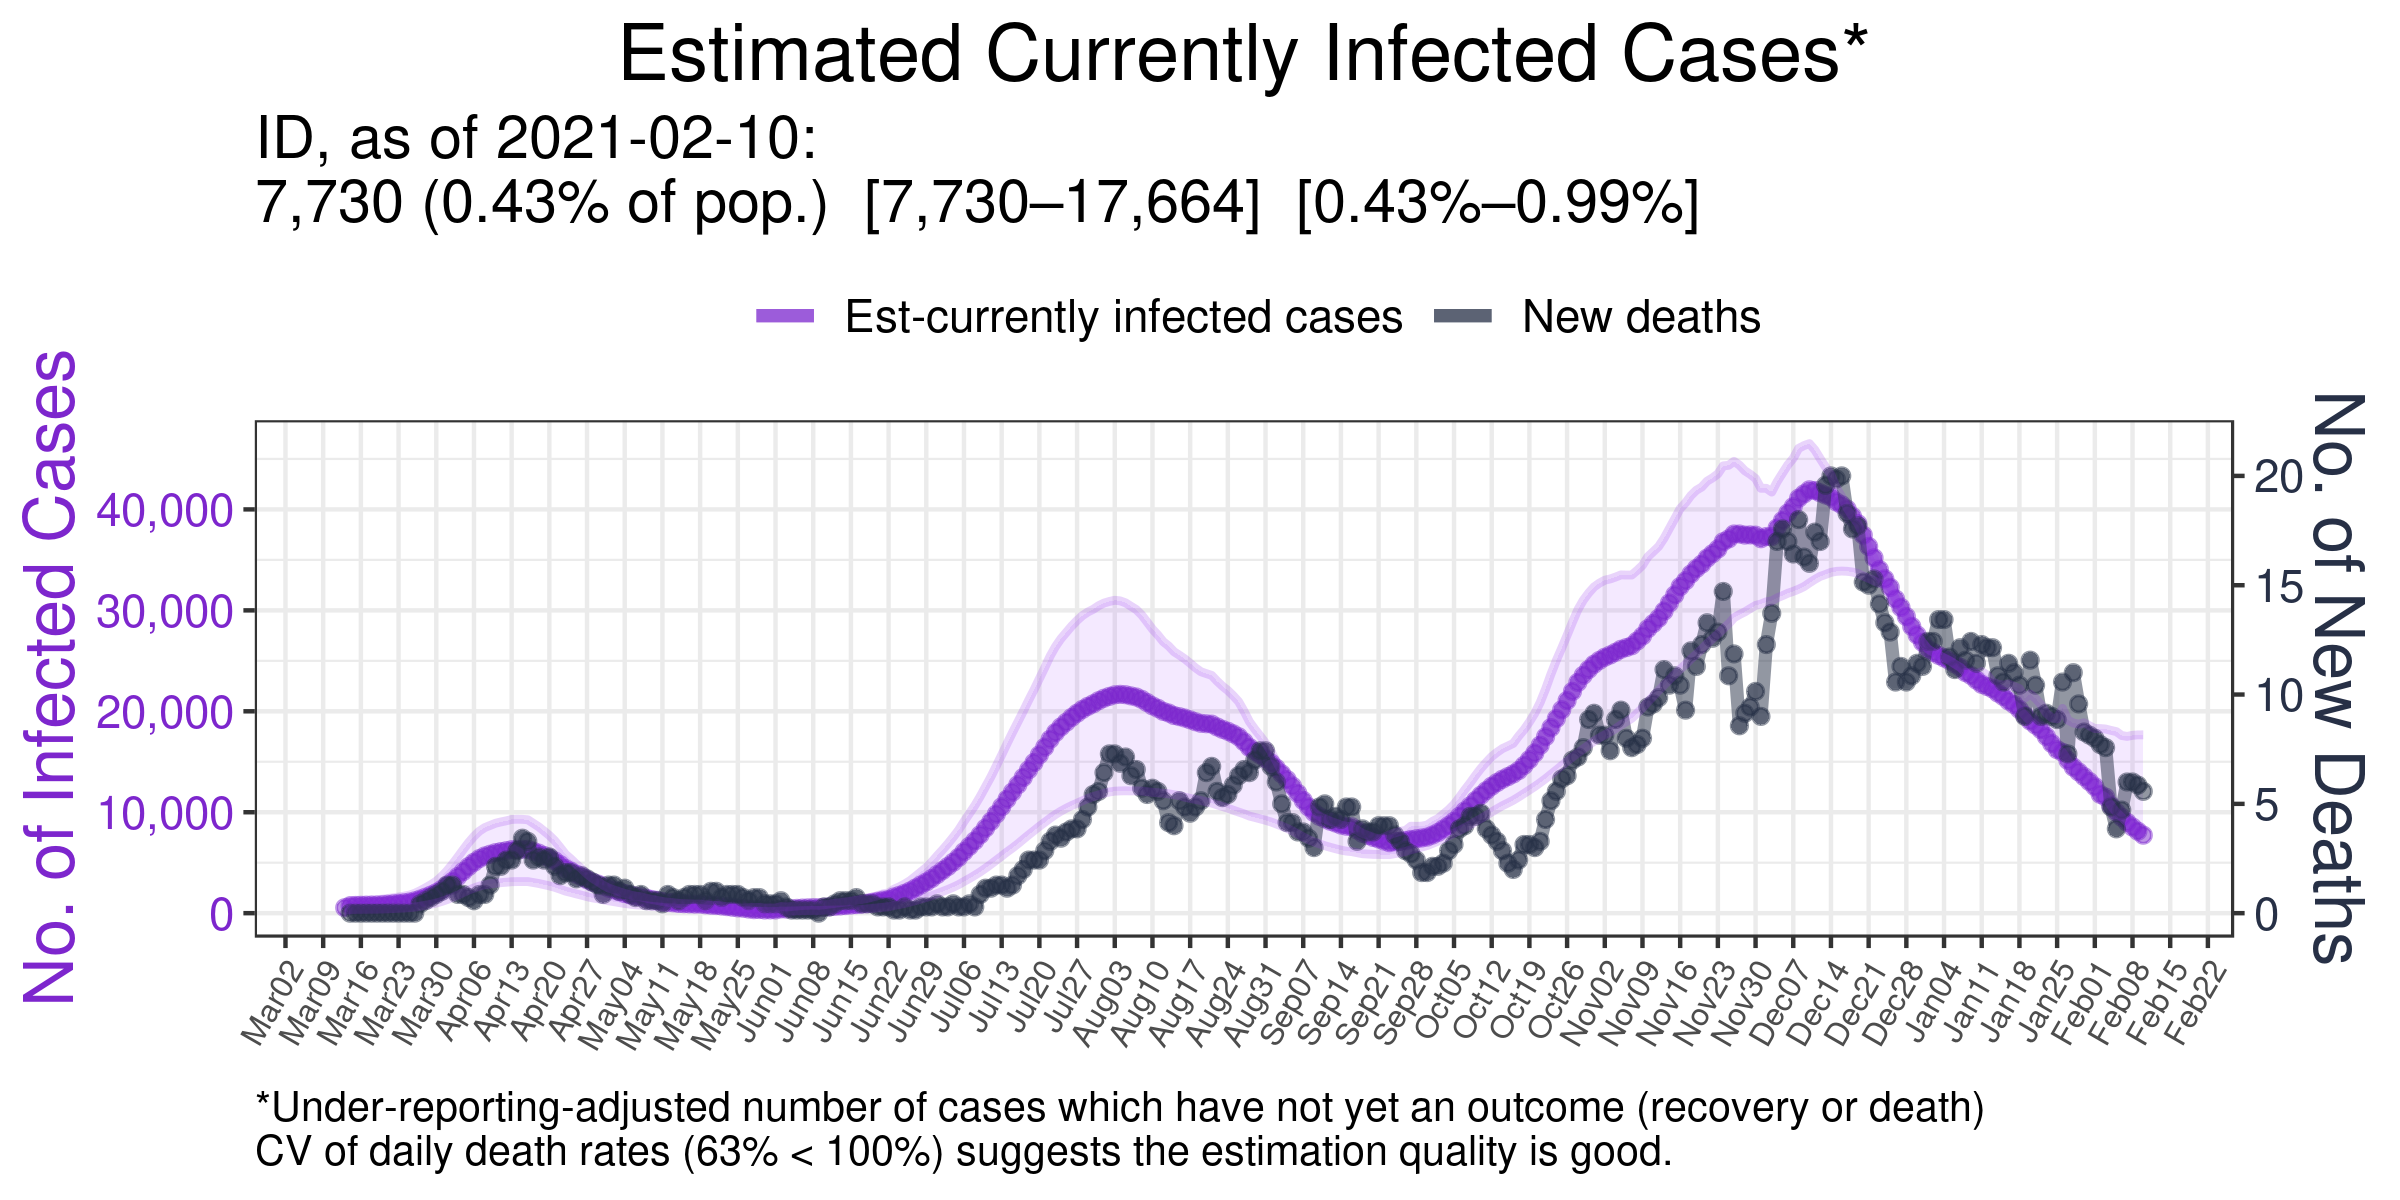 Estimated Currently Infected Cases*
ID, as of 2021-02-10:
7,730 (0.43% of pop.) [7,730–17,664] [0.43%–0.99%]
Est-currently infected cases New deaths
No. of Infected Cases
40,000
30,000
20,000
10,000
0
20
15
10
5
0
No. of New Deaths
Mar02 Mar09 Mar16 Mar23 Mar30 Apr06 Apr13 Apr20 Apr27 May04 May11 May18 May25 Jun01 Jun08 Jun15 Jun22 Jun29 Jul06 Jul13 Jul20 Jul27 Aug03 Aug10 Aug17 Aug24 Aug31 Sep07 Sep14 Sep21 Sep28 Oct05 Oct12 Oct19 Oct26 Nov02 Nov09 Nov16 Nov23 Nov30 Dec07 Dec14 Dec21 Dec28 Jan04 Jan11 Jan18 Jan25 Feb01 Feb08 Feb15 Feb22
*Under-reporting-adjusted number of cases which have not yet an outcome (recovery or death)
CV of daily death rates (63% < 100%) suggests the estimation quality is good.